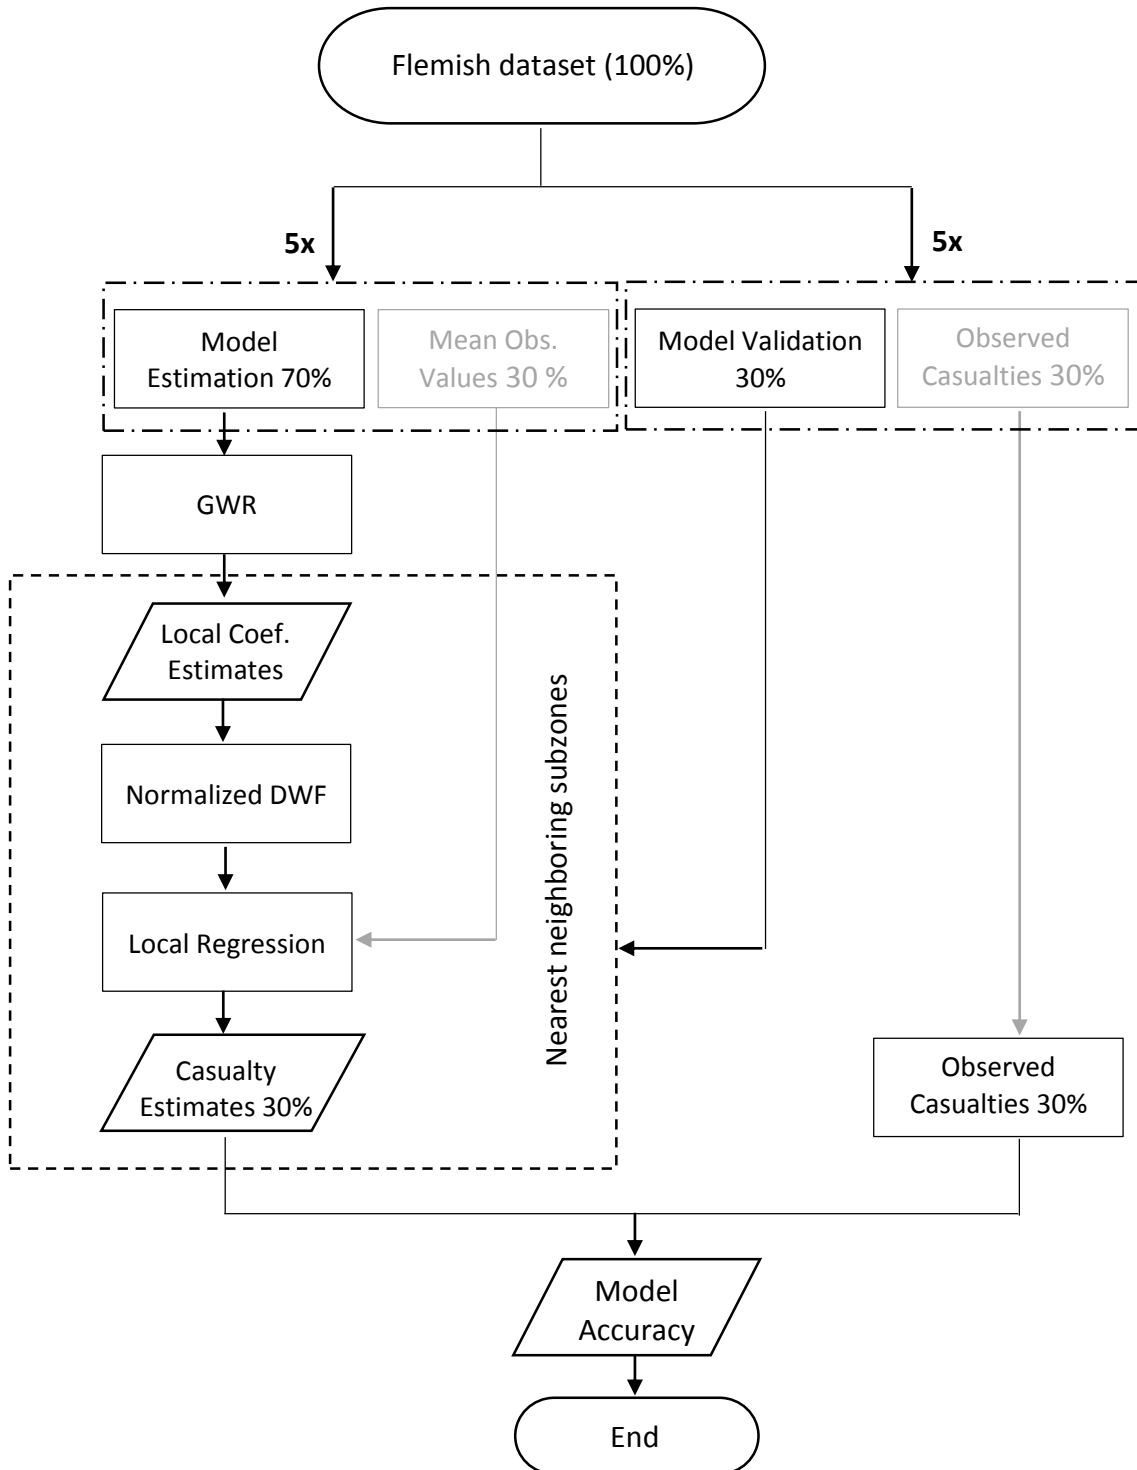 Flemish dataset (100%)
5x
5x
Model
Estimation 70%
Mean Obs.
Values 30 %
Model Validation
30%
Observed
Casualties 30%
GWR
Local Coef.
Estimates
Normalized DWF
Local Regression
Casualty
Estimates 30%
Nearest neighboring subzones
Observed
Casualties 30%
Model
Accuracy
End